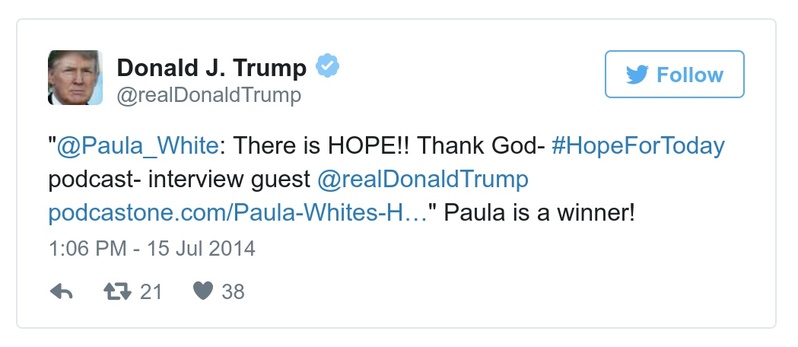 Donald J. Trump
Follow
@realDonaldTrump
"@Paula_White: There is HOPE!! Thank God- #HopeForToday
podcast- interview guest @realDonaldTrump
podcastone.com/Paula-Whites-H…" Paula is a winner!
1:06 PM - 15 Jul 2014
21 38